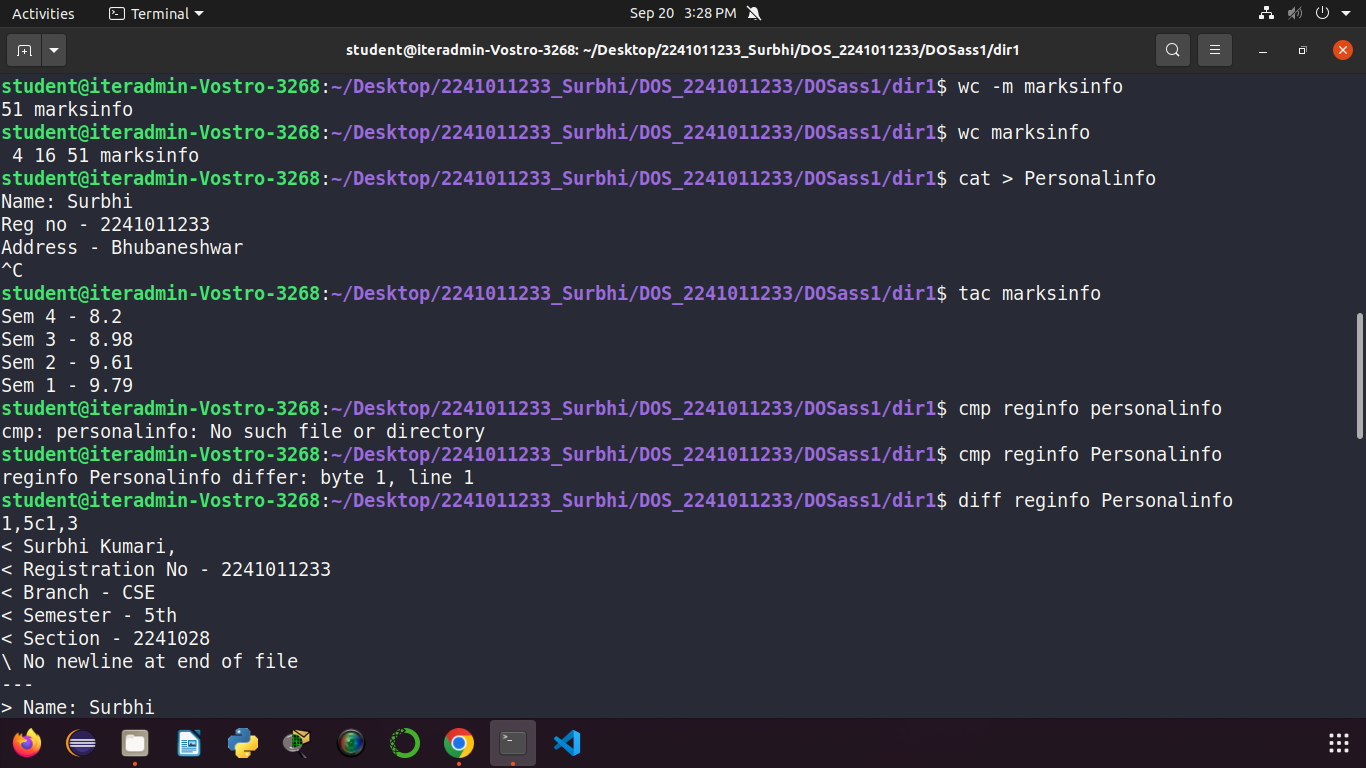 Activities Terminal Sep 20 3:28 PM
student@iteradmin-Vostro-3268: ~/Desktop/2241011233_Surbhi/DOS_2241011233/DOSass1/dir1
student@iteradmin-Vostro-3268:~/Desktop/2241011233_Surbhi/DOS_2241011233/DOSass1/dir1$ wc -m marksinfo
51 marksinfo
student@iteradmin-Vostro-3268:~/Desktop/2241011233_Surbhi/DOS_2241011233/DOSass1/dir1$ wc marksinfo
 4 16 51 marksinfo
student@iteradmin-Vostro-3268:~/Desktop/2241011233_Surbhi/DOS_2241011233/DOSass1/dir1$ cat > Personalinfo
Name: Surbhi
Reg no - 2241011233
Address - Bhubaneshwar
^C
student@iteradmin-Vostro-3268:~/Desktop/2241011233_Surbhi/DOS_2241011233/DOSass1/dir1$ tac marksinfo
Sem 4 - 8.2
Sem 3 - 8.98
Sem 2 - 9.61
Sem 1 - 9.79
student@iteradmin-Vostro-3268:~/Desktop/2241011233_Surbhi/DOS_2241011233/DOSass1/dir1$ cmp reginfo personalinfo
cmp: personalinfo: No such file or directory
student@iteradmin-Vostro-3268:~/Desktop/2241011233_Surbhi/DOS_2241011233/DOSass1/dir1$ cmp reginfo Personalinfo
reginfo Personalinfo differ: byte 1, line 1
student@iteradmin-Vostro-3268:~/Desktop/2241011233_Surbhi/DOS_2241011233/DOSass1/dir1$ diff reginfo Personalinfo
1,5c1,3
< Surbhi Kumari,
< Registration No - 2241011233
< Branch - CSE
< Semester - 5th
< Section - 2241028
\ No newline at end of file
---
> Name: Surbhi